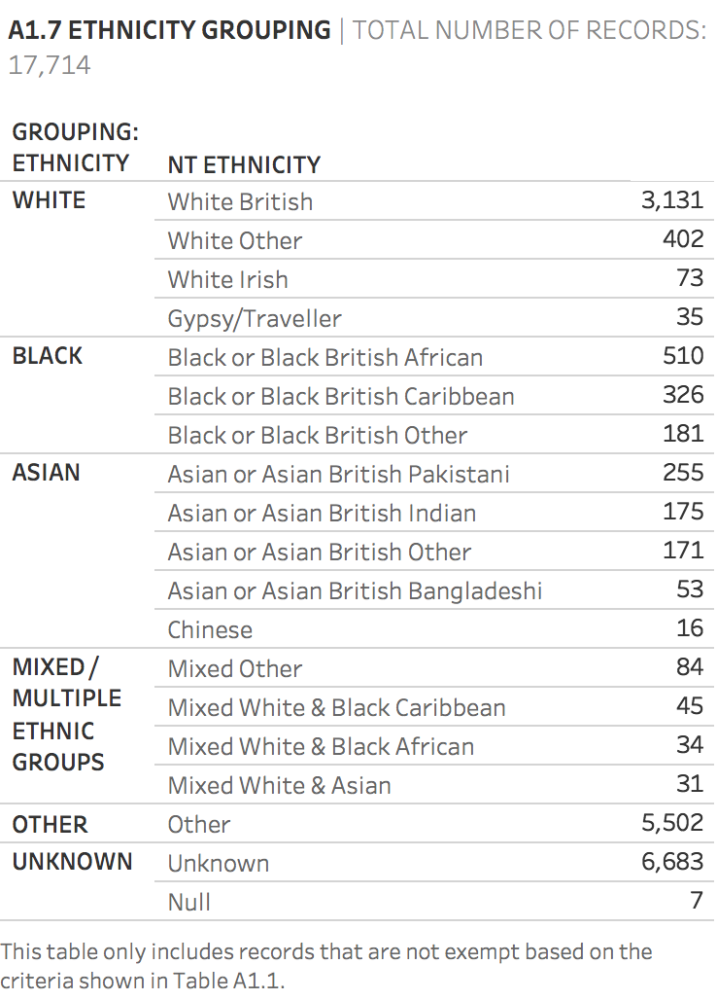 A1.7 ETHNICITY GROUPING | TOTAL NUMBER OF RECORDS:
17,714
GROUPING:
ETHNICITY NT ETHNICITY
WHITE White British 3,131
White Other 402
White Irish 73
Gypsy/Traveller 35
BLACK Black or Black British African 510
Black or Black British Caribbean 326
Black or Black British Other 181
ASIAN Asian or Asian British Pakistani 255
Asian or Asian British Indian 175
Asian or Asian British Other 171
Asian or Asian British Bangladeshi 53
Chinese 16
MIXED / Mixed Other 84
MULTIPLE Mixed White & Black Caribbean 45
ETHNIC Mixed White & Black African 34
GROUPS Mixed White & Asian 31
OTHER Other 5,502
UNKNOWN Unknown 6,683
Null 7
This table only includes records that are not exempt based on the
criteria shown in Table A1.1.